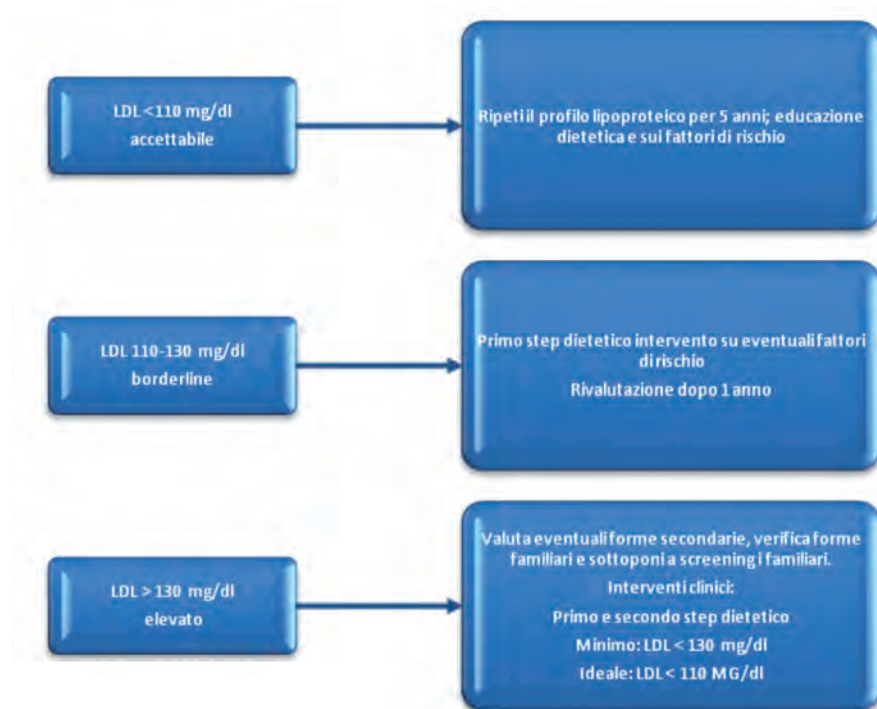 LDL <110 mg/dl
accettabile
Ripeti il profilo lipoproteico per 5 anni; educazione
dietetica e sui fattori di rischio
LDL 110-130 mg/dl
borderline
Primo step dietetico intervento su eventuali fattori
di rischio
Rivalutazione dopo 1 anno
LDL > 130 mg/dl
elevato
Valuta eventuali forme secondarie, verifica forme
familiari e sottoponi a screening i familiari.
Interventi clinici:
Primo e secondo step dietetico
Minimo: LDL < 130 mg/dl
Ideale: LDL < 110 MG/dl